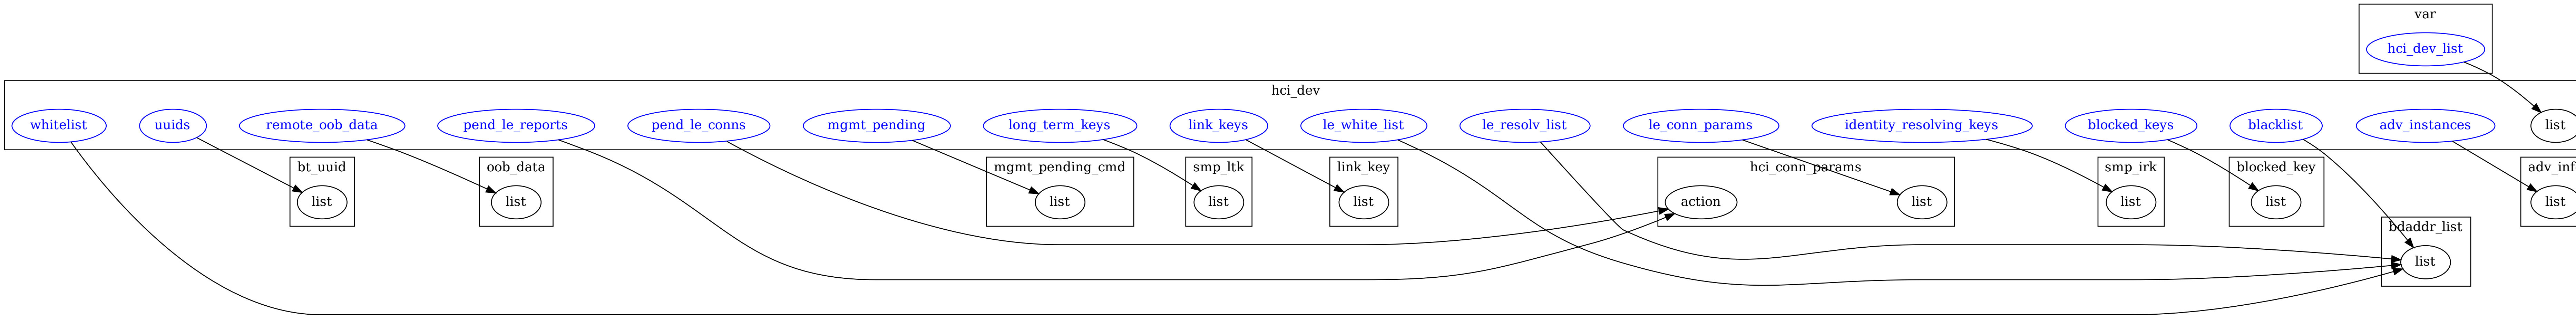 var
hci_dev_list
hci_dev
whitelist uuids remote_oob_data pend_le_reports pend_le_conns mgmt_pending long_term_keys link_keys le_white_list le_resolv_list le_conn_params identity_resolving_keys blocked_keys blacklist adv_instances list
bt_uuid oob_data mgmt_pending_cmd smp_ltk link_key hci_conn_params smp_irk blocked_key adv_inf
list list list list list action list list list list
bdaddr_list
list